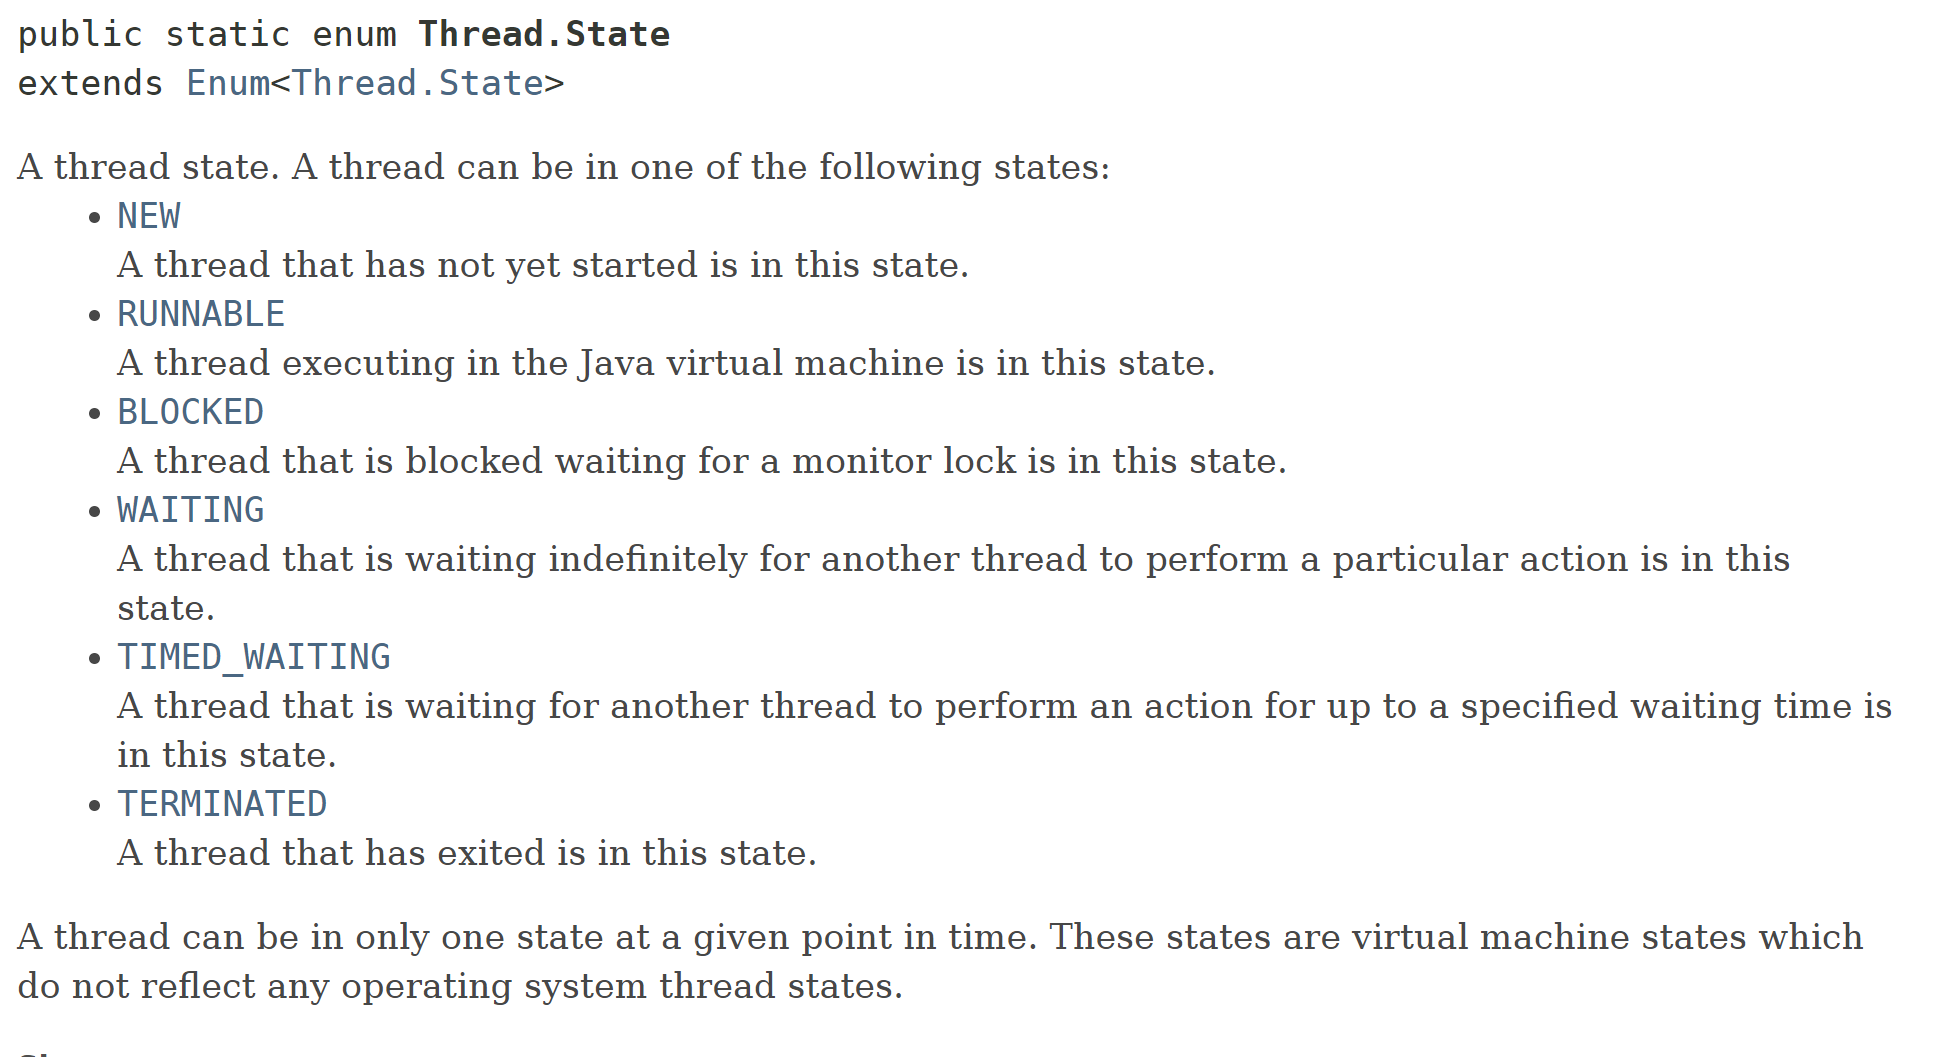 public static enum Thread.State
extends Enum<Thread.State>
A thread state. A thread can be in one of the following states:
• NEW
A thread that has not yet started is in this state.
• RUNNABLE
A thread executing in the Java virtual machine is in this state.
• BLOCKED
A thread that is blocked waiting for a monitor lock is in this state.
• WAITING
A thread that is waiting indefinitely for another thread to perform a particular action is in this
state.
• TIMED_WAITING
A thread that is waiting for another thread to perform an action for up to a specified waiting time is
in this state.
• TERMINATED
A thread that has exited is in this state.
A thread can be in only one state at a given point in time. These states are virtual machine states which
do not reflect any operating system thread states.